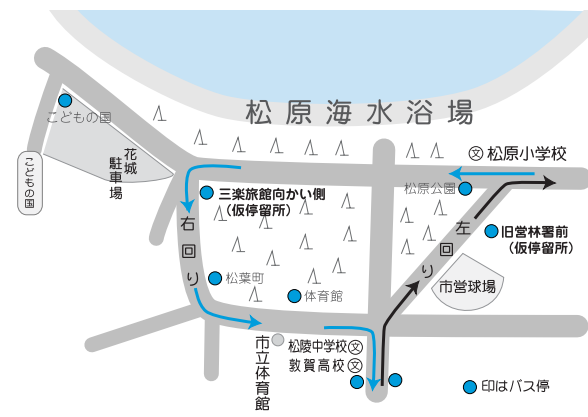 松原海水浴場
こどもの国
花城
駐車場
こどもの国
文 松原小学校
松原公園
三楽旅館向かい側
（仮停留所）
右回り
左回り
旧営林署前
（仮停留所）
松葉町
体育館
市営球場
市立体育館
松陵中学校 文
敦賀高校 文
印はバス停